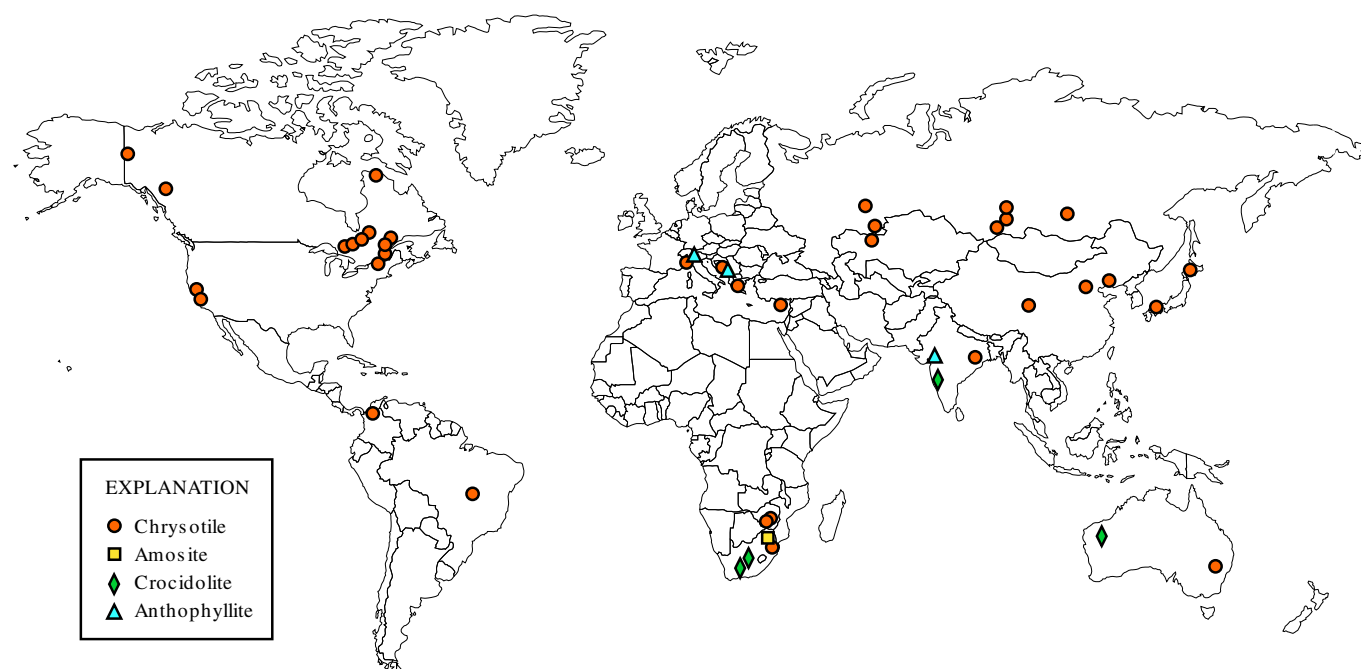 EXPLANATION
Chrysotile
Amosite
Crocidolite
Anthophyllite